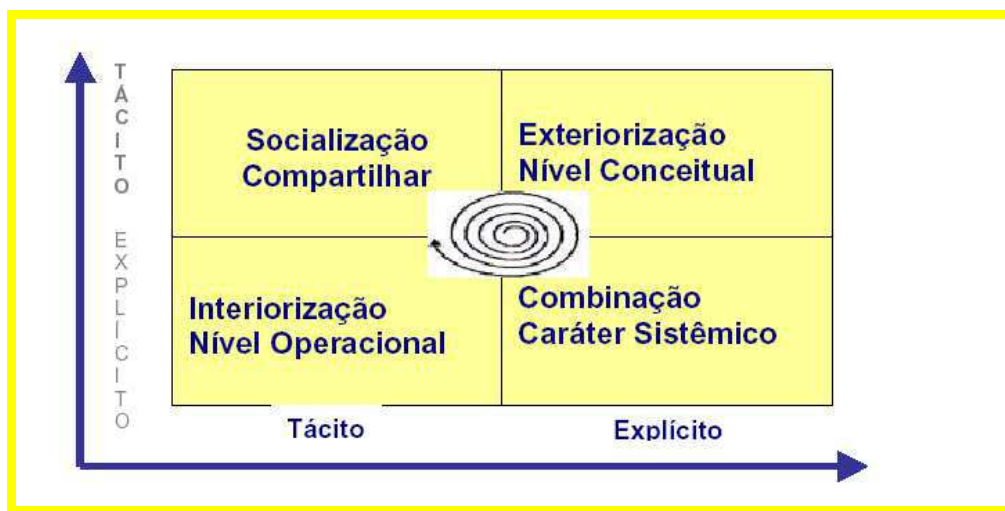 TÁCITO EXPLÍCITO
Socialização
Compartilhar
Exteriorização
Nível Conceitual
Interiorização
Nível Operacional
Combinação
Caráter Sistêmico
Tácito
Explícito